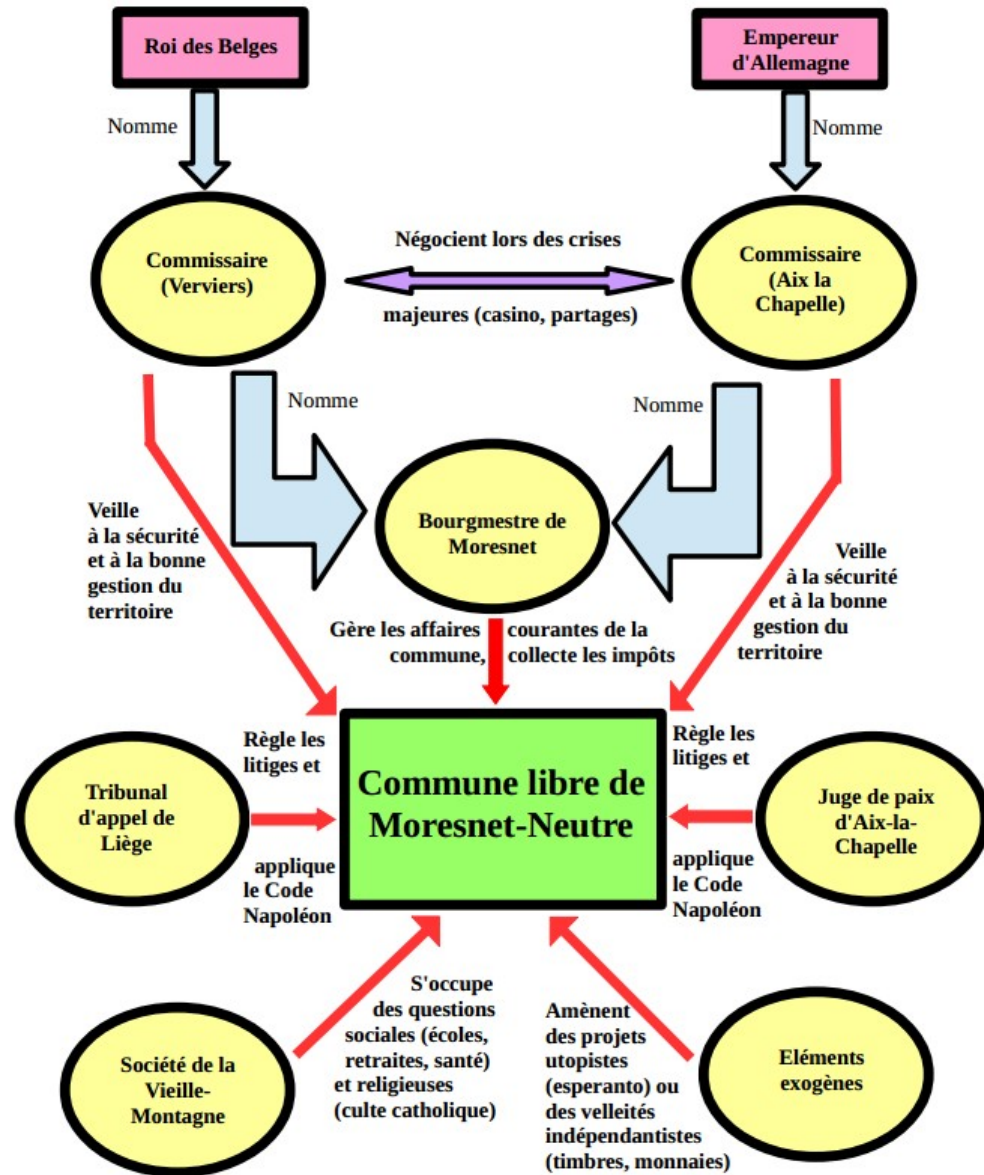 Roi des Belges
Empereur
d'Allemagne
Nomme
Nomme
Commissaire
(Verviers)
Négocient lors des crises
majeures (casino, partages)
Commissaire
(Aix la
Chapelle)
Nomme
Nomme
Bourgmestre de
Moresnet
Veille
à la sécurité
et à la bonne
gestion du
territoire
Veille
à la sécurité
et à la bonne
gestion du
territoire
Gère les affaires courantes de la
commune, collecte les impôts
Commune libre de
Moresnet-Neutre
Tribunal
d'appel de
Liège
Règle les
litiges et
applique
le Code
Napoléon
Règle les
litiges et
applique
le Code
Napoléon
Juge de paix
d'Aix-la-
Chapelle
Société de la
Vieille-
Montagne
S'occupe
des questions
sociales (écoles,
retraites, santé)
et religieuses
(culte catholique)
Amènent
des projets
utopistes
(esperanto) ou
des velleités
indépendantistes
(timbres, monnaies)
Eléments
exogènes